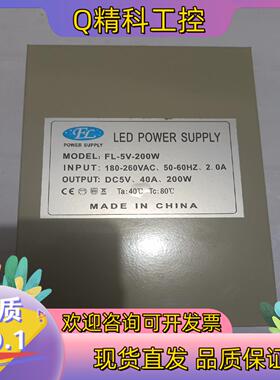 Q精科工控
FL
POWER SUPPLY
LED POWER SUPPLY
MODEL: FL-5V-200W
INPUT: 180-260VAC, 50-60HZ, 2.0A
OUTPUT: DC5V, 40A, 200W
Ta:40℃ Tc:80℃
MADE IN CHINA
质
O.1
欢迎咨询可开发票
现货直发 品质保